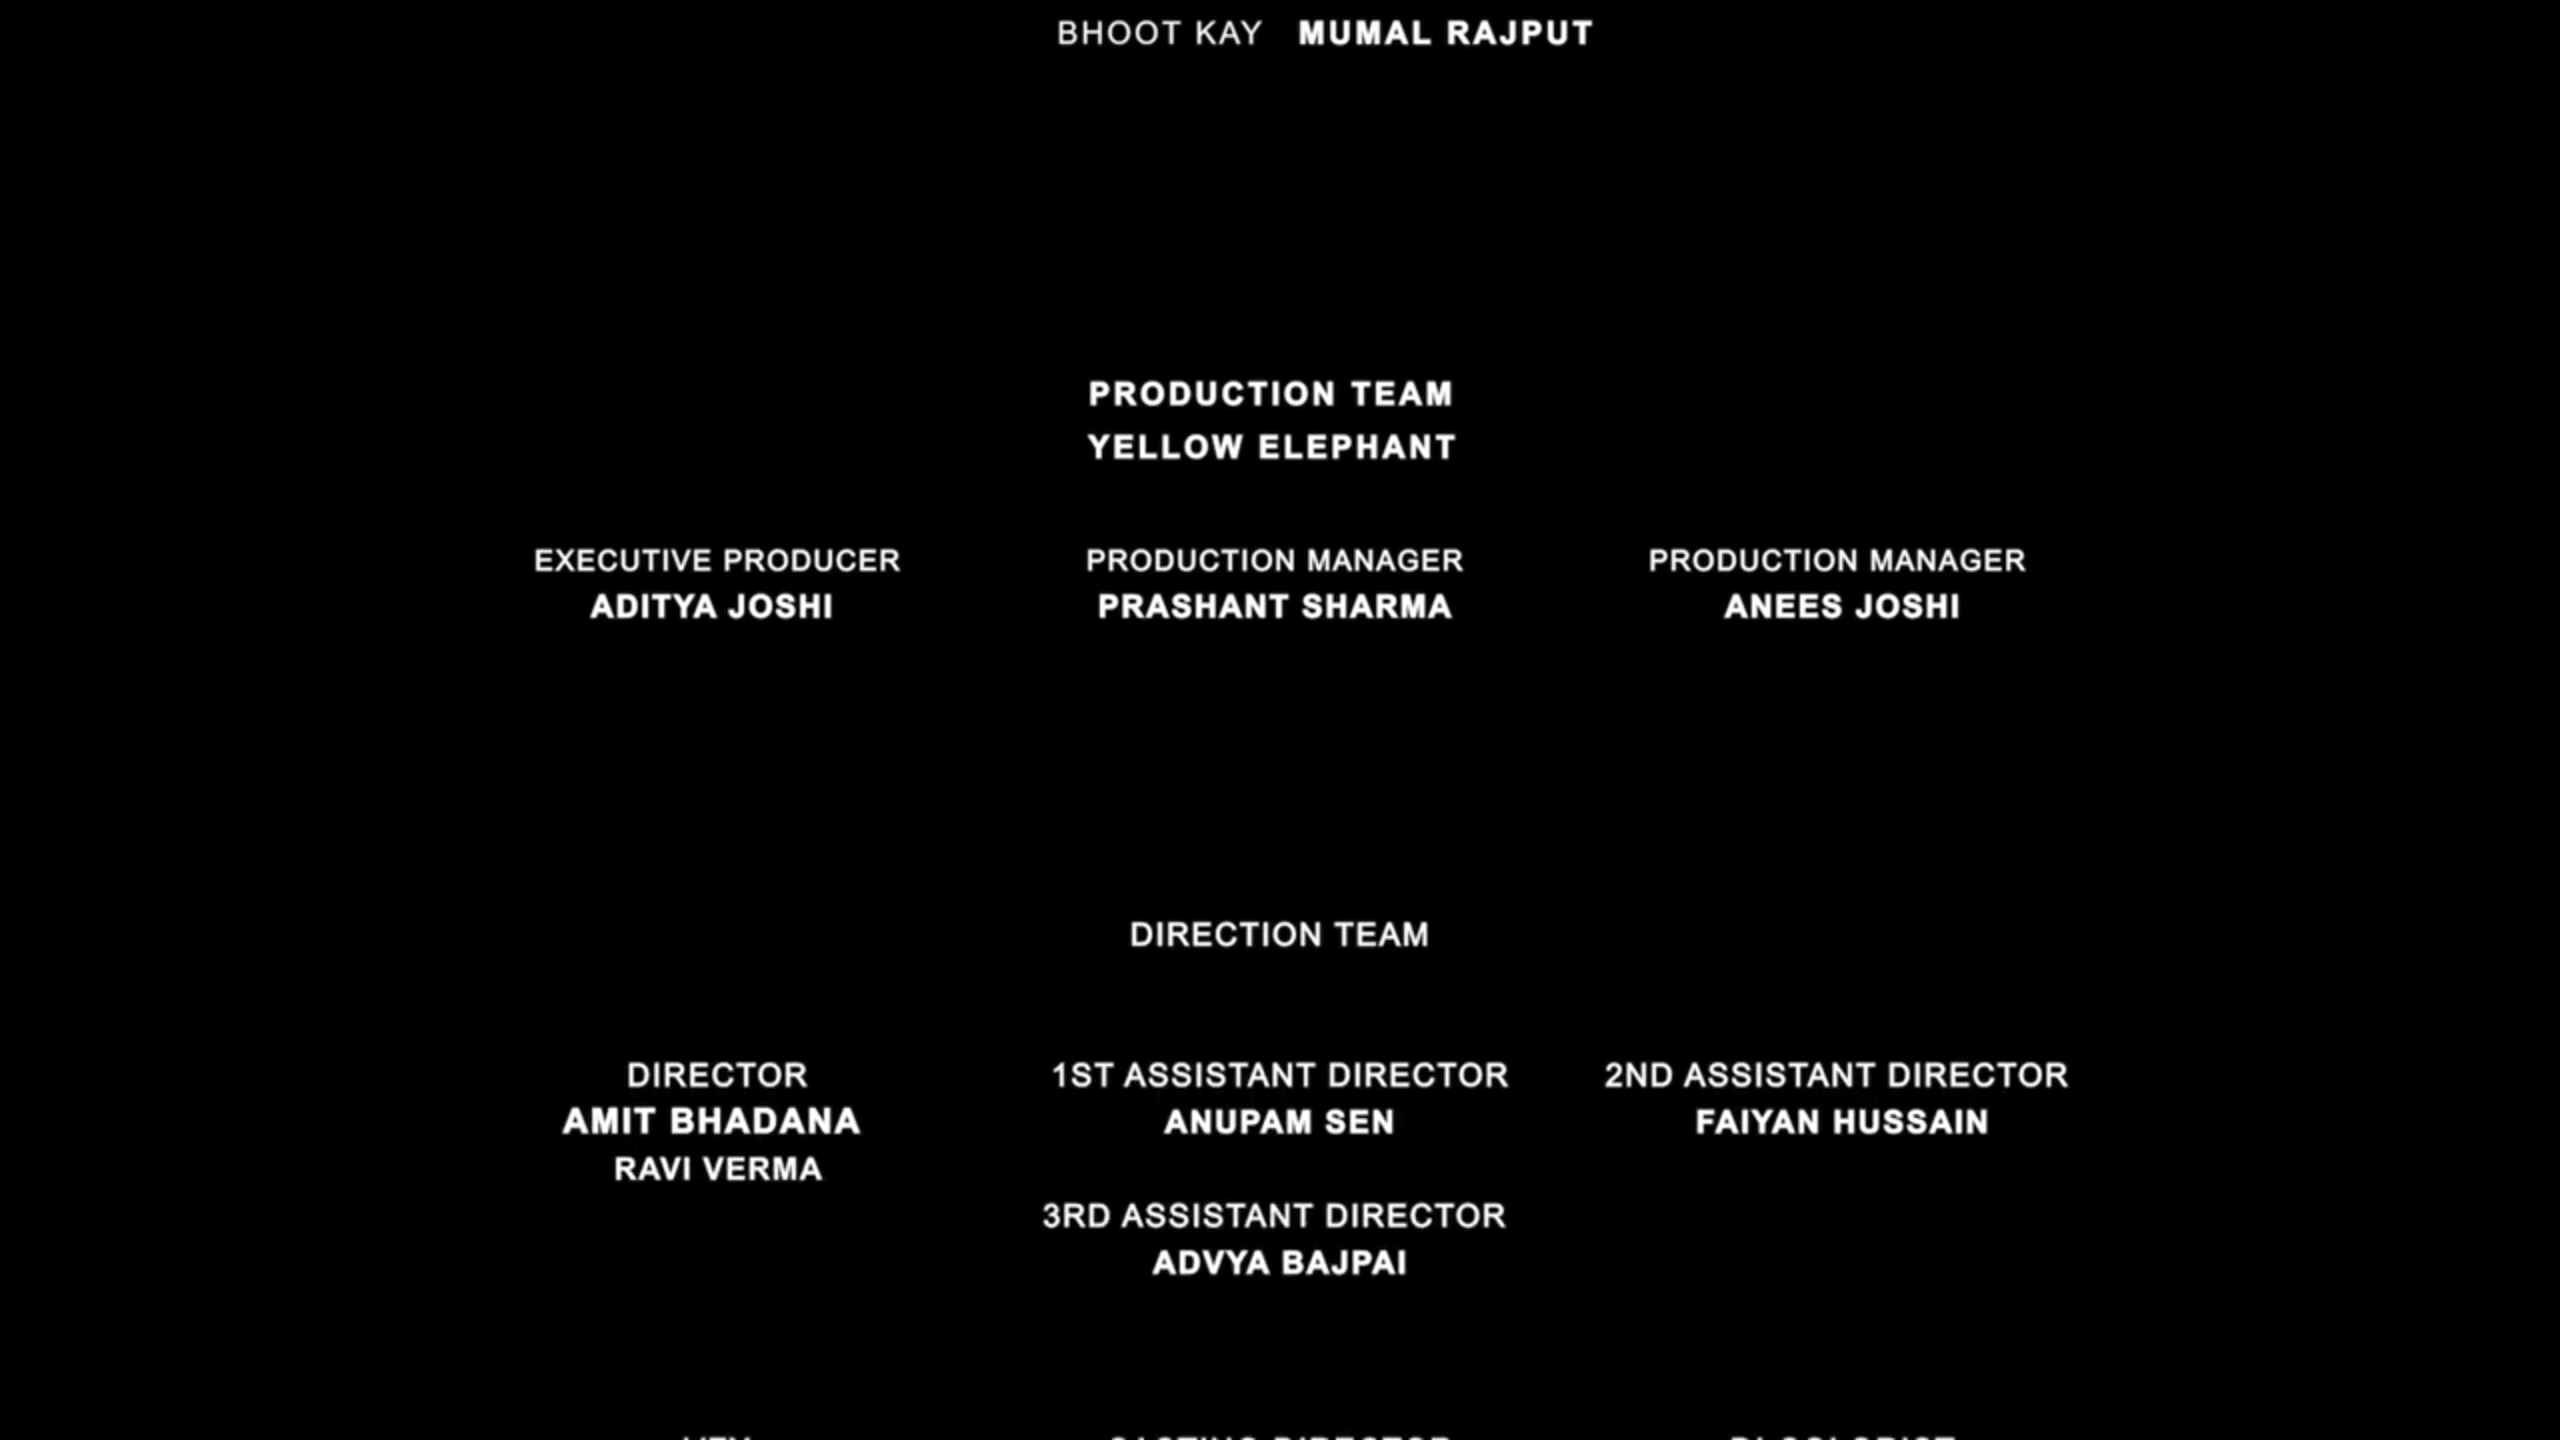 BHOOT KAY MUMAL RAJPUT
PRODUCTION TEAM
YELLOW ELEPHANT
EXECUTIVE PRODUCER
ADITYA JOSHI
PRODUCTION MANAGER
PRASHANT SHARMA
PRODUCTION MANAGER
ANEES JOSHI
DIRECTION TEAM
DIRECTOR
AMIT BHADANA
RAVI VERMA
1ST ASSISTANT DIRECTOR
ANUPAM SEN
2ND ASSISTANT DIRECTOR
FAIYAN HUSSAIN
3RD ASSISTANT DIRECTOR
ADVYA BAJPAI